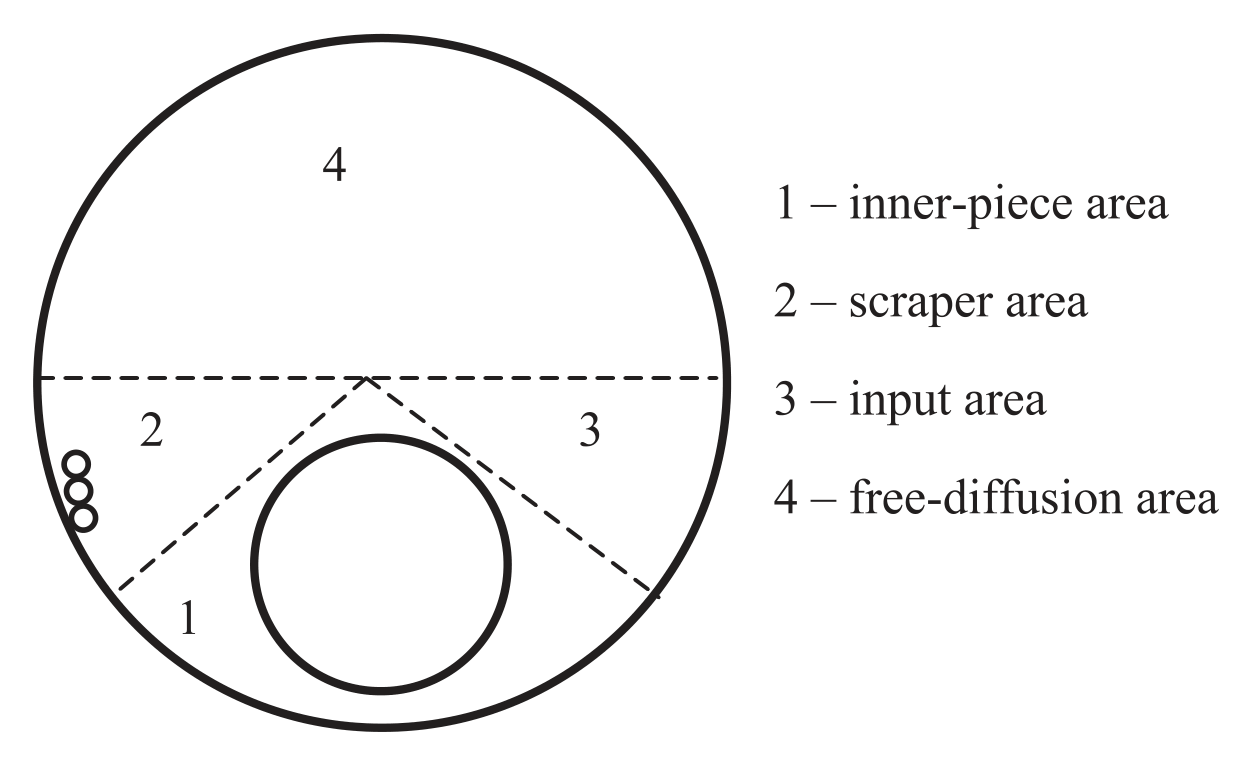 4
1 – inner-piece area
2 – scraper area
2
3
3 – input area
4 – free-diffusion area
1